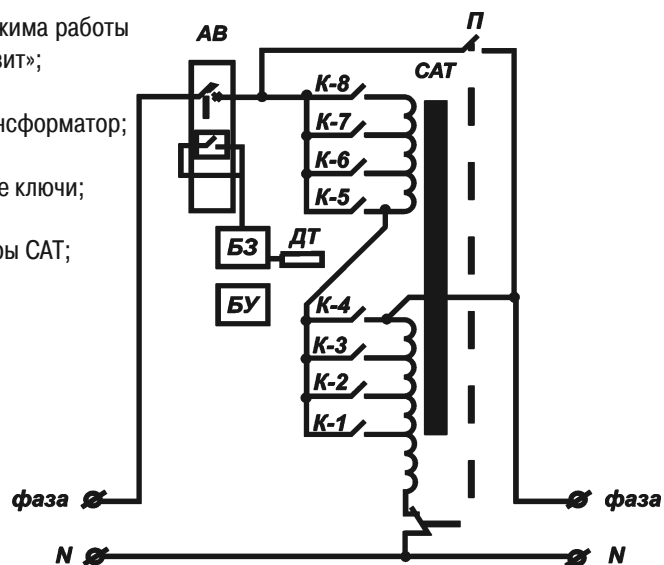 жима работы
зит»;
нсформатор;
е ключи;
ры САТ;
АВ
П
САТ
К-8
К-7
К-6
К-5
БЗ
ДТ
БУ
К-4
К-3
К-2
К-1
фаза
фаза
N
N